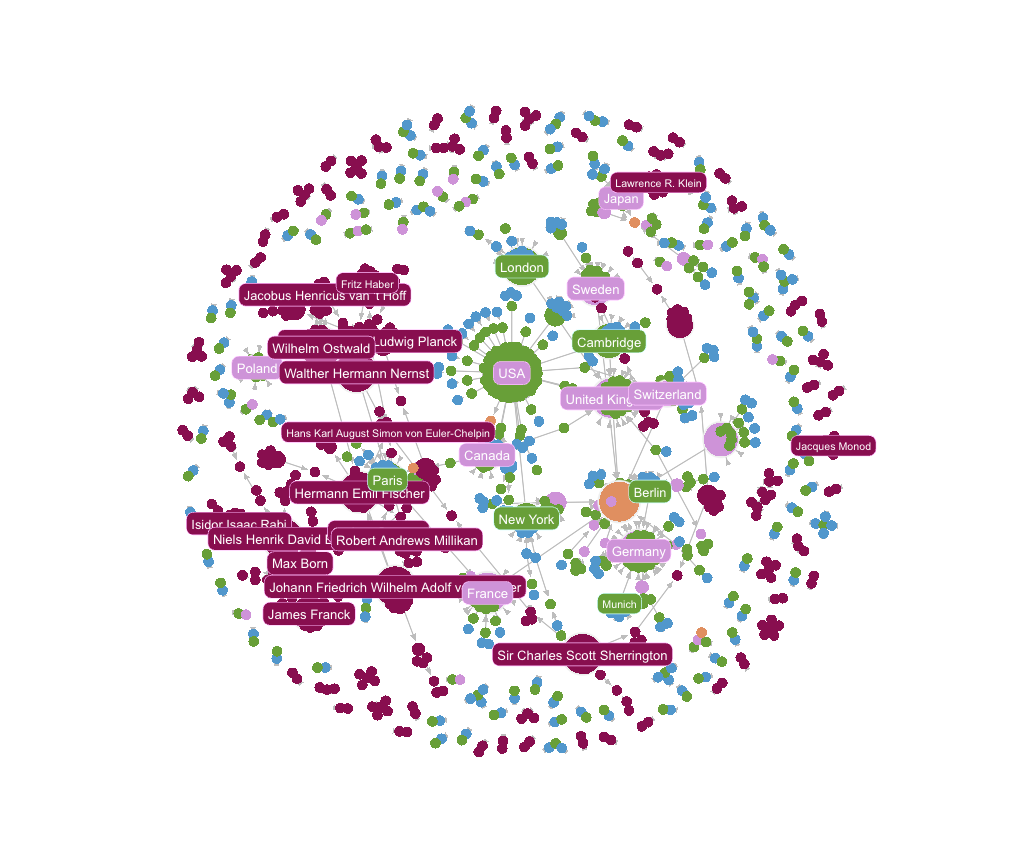 Lawrence R. Klein
Japan
London
Fritz Haber
Jacobus Henricus van 't Hoff
Sweden
Ludwig Planck
Cambridge
Wilhelm Ostwald
Poland
Walther Hermann Nernst
USA
United
Switzerland
Hans Karl August Simon von Euler-Chelpin
Jacques Monod
Canada
Paris
Hermann Emil Fischer
Berlin
New York
Isidor Isaac Rabi
Niels Henrik David
Robert Andrews Millikan
Germany
Max Born
Johann Friedrich Wilhelm Adolf
France
Munich
James Franck
Sir Charles Scott Sherrington